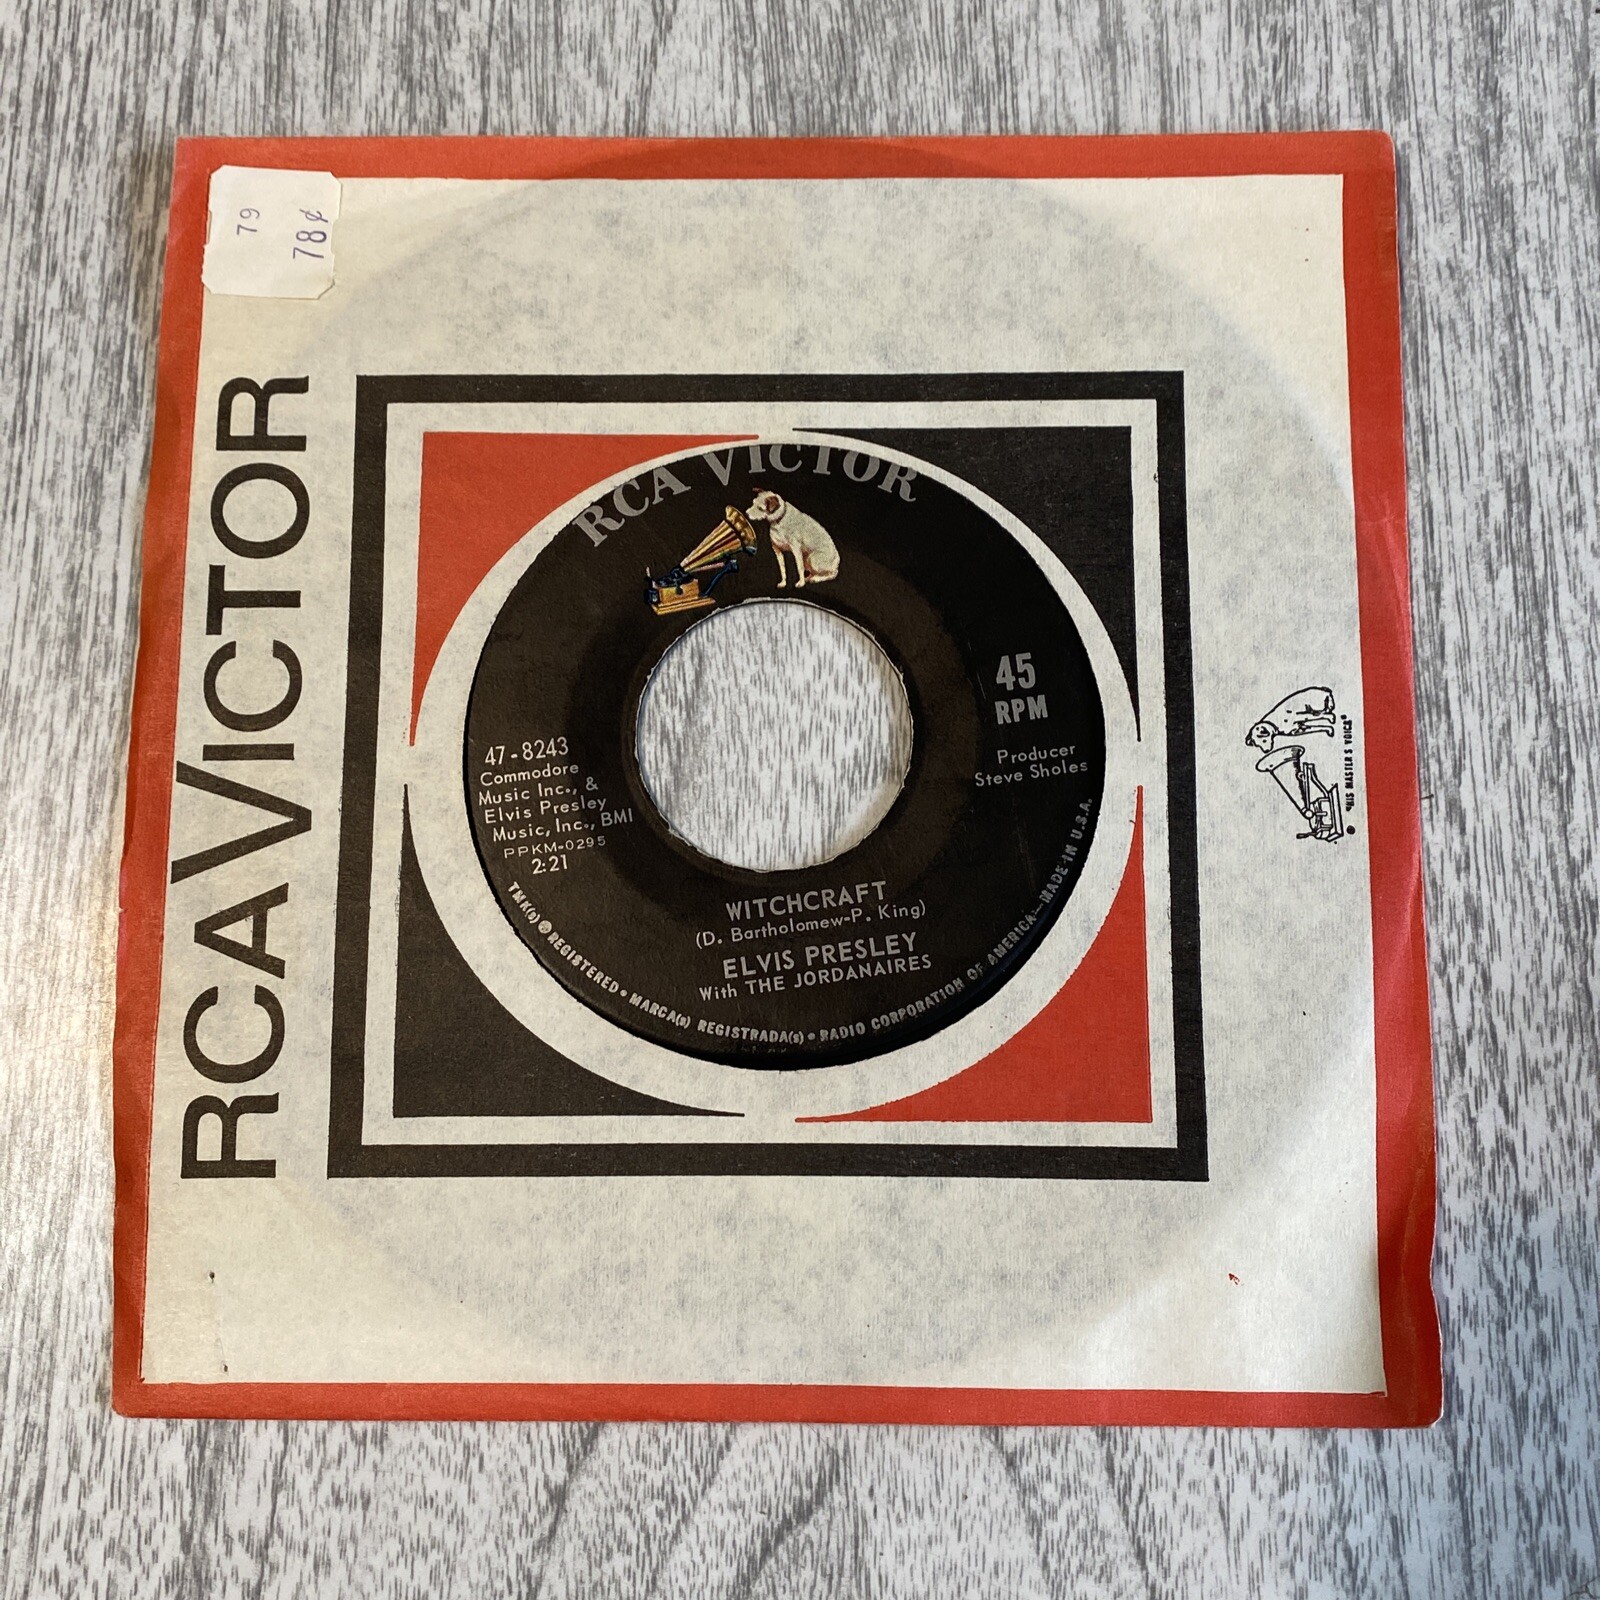 79
78¢
RCA VICTOR
RCA VICTOR
45
RPM
47-8243
Commodore
Music Inc., &
Elvis Presley
Music, Inc., BMI
PPKM-0295
2:21
Producer
Steve Sholes
WITCHCRAFT
(D. Bartholomew-P. King)
ELVIS PRESLEY
With THE JORDANAIRES
TMK(s) ® REGISTERED • MARCA(s) REGISTRADA(s) • RADIO CORPORATION OF AMERICA—MADE IN U.S.A.
"HIS MASTER'S VOICE"